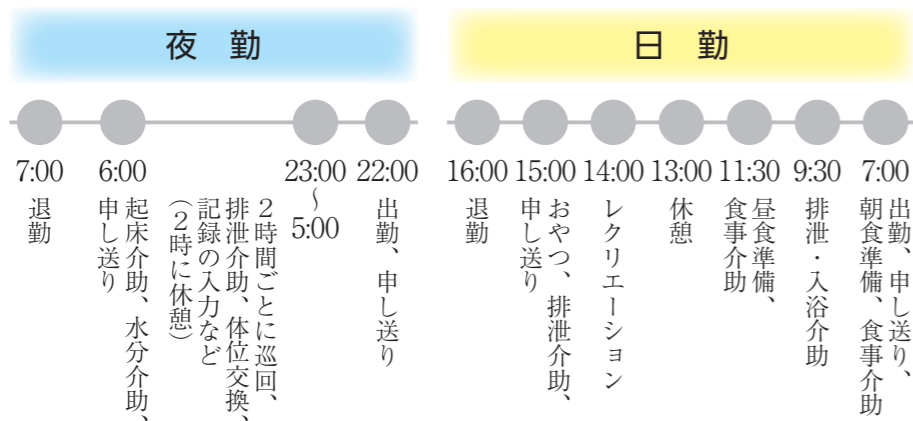 日 勤
7:00
出勤、申し送り、
朝食準備、食事介助
9:30
排泄・入浴介助
11:30
昼食準備、
食事介助
13:00
休憩
14:00
レクリエーション
15:00
おやつ、排泄介助、
申し送り
16:00
退勤
夜 勤
22:00
出勤、申し送り
23:00
〜
5:00
2時間ごとに巡回、
排泄介助、体位交換、
記録の入力など
（2時に休憩）
6:00
起床介助、水分介助、
申し送り
7:00
退勤